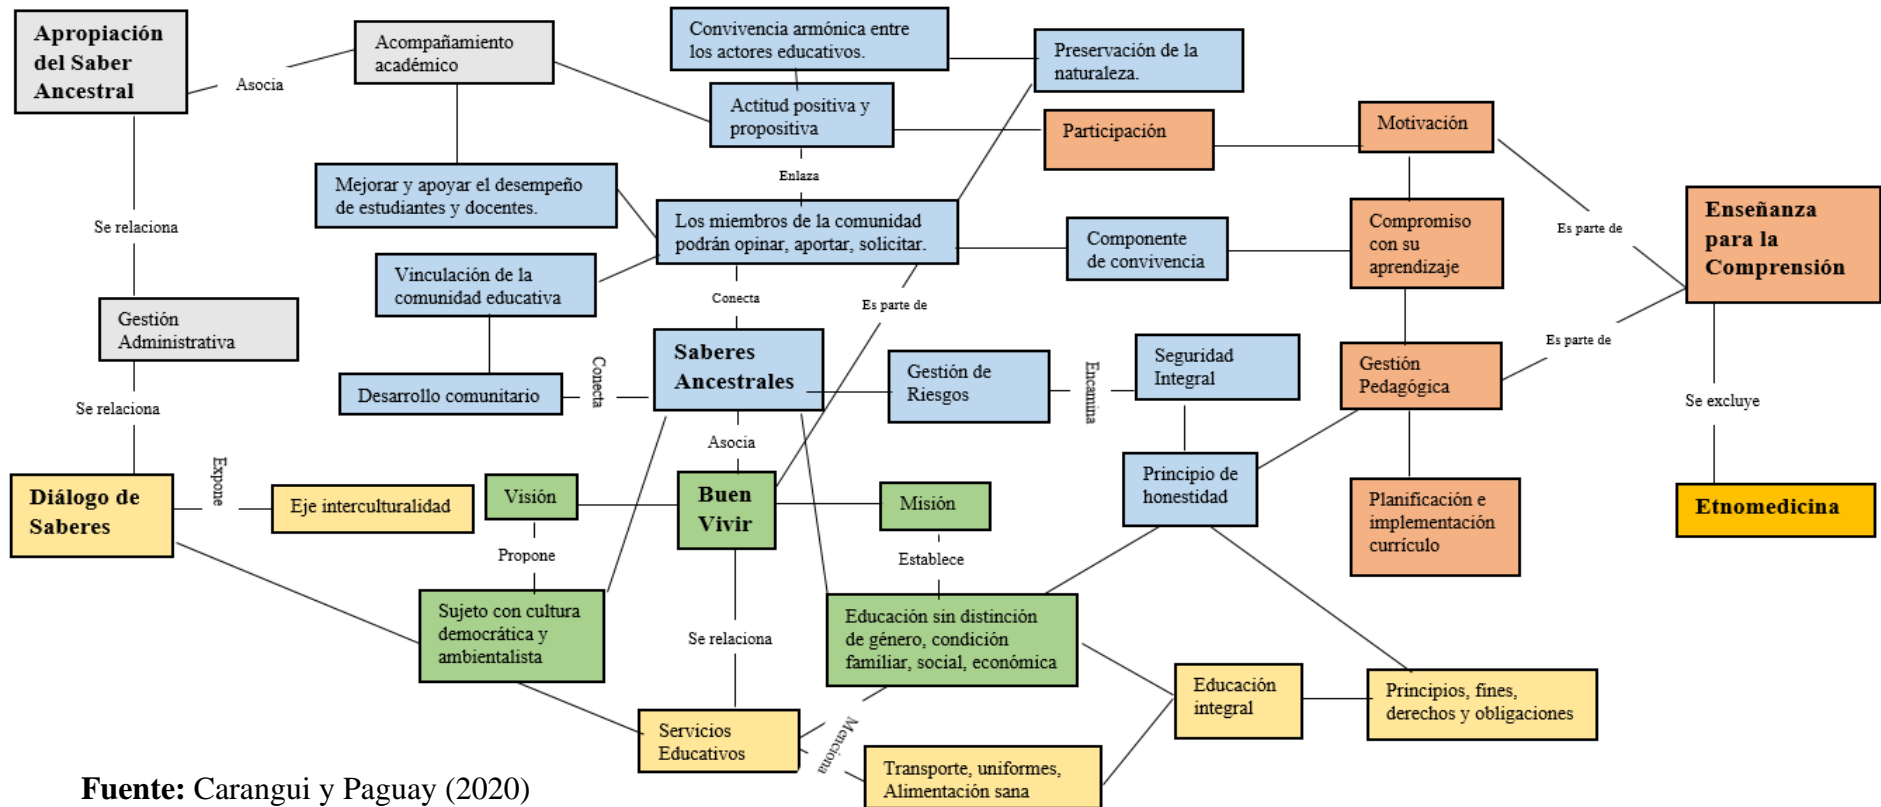 Apropiación
del Saber
Ancestral
Asocia
Acompañamiento
académico
Convivencia armónica entre
los actores educativos.
Preservación de la
naturaleza.
Actitud positiva y
propositiva
Participación
Motivación
Enlaza
Mejorar y apoyar el desempeño
de estudiantes y docentes.
Se relaciona
Los miembros de la comunidad
podrán opinar, aportar, solicitar.
Componente
de convivencia
Compromiso
con su
aprendizaje
Es parte de
Enseñanza
para la
Comprensión
Vinculación de la
comunidad educativa
Conecta
Es parte de
Gestión
Administrativa
Saberes
Ancestrales
Gestión de
Riesgos
Encamina
Seguridad
Integral
Gestión
Pedagógica
Es parte de
Se relaciona
Desarrollo comunitario
Conecta
Se excluye
Asocia
Diálogo de
Saberes
Expone
Eje interculturalidad
Visión
Buen
Vivir
Misión
Principio de
honestidad
Planificación e
implementación
currículo
Etnomedicina
Propone
Establece
Sujeto con cultura
democrática y
ambientalista
Se relaciona
Educación sin distinción
de género, condición
familiar, social, económica
Servicios
Educativos
Menciona
Educación
integral
Principios, fines,
derechos y obligaciones
Transporte, uniformes,
Alimentación sana
Fuente: Carangui y Paguay (2020)